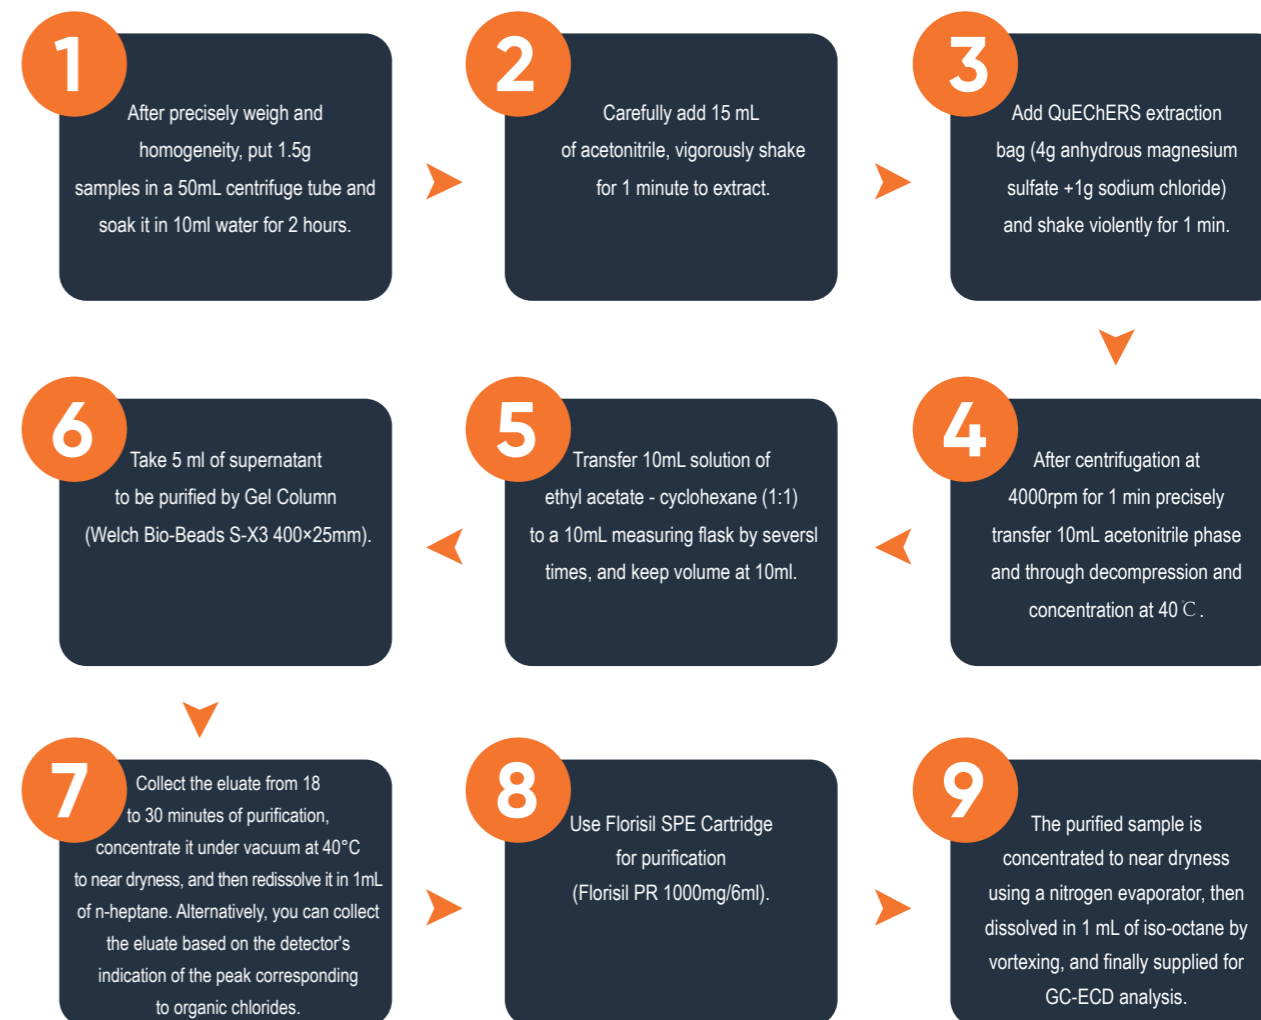 1
After precisely weigh and
homogeneity, put 1.5g
samples in a 50mL centrifuge tube and
soak it in 10ml water for 2 hours.
2
Carefully add 15 mL
of acetonitrile, vigorously shake
for 1 minute to extract.
3
Add QuEChERS extraction
bag (4g anhydrous magnesium
sulfate +1g sodium chloride)
and shake violently for 1 min.
4
After centrifugation at
4000rpm for 1 min precisely
transfer 10mL acetonitrile phase
and through decompression and
concentration at 40℃.
5
Transfer 10mL solution of
ethyl acetate - cyclohexane (1:1)
to a 10mL measuring flask by seversl
times, and keep volume at 10ml.
6
Take 5 ml of supernatant
to be purified by Gel Column
(Welch Bio-Beads S-X3 400×25mm).
7
Collect the eluate from 18
to 30 minutes of purification,
concentrate it under vacuum at 40°C
to near dryness, and then redissolve it in 1mL
of n-heptane. Alternatively, you can collect
the eluate based on the detector's
indication of the peak corresponding
to organic chlorides.
8
Use Florisil SPE Cartridge
for purification
(Florisil PR 1000mg/6ml).
9
The purified sample is
concentrated to near dryness
using a nitrogen evaporator, then
dissolved in 1 mL of iso-octane by
vortexing, and finally supplied for
GC-ECD analysis.